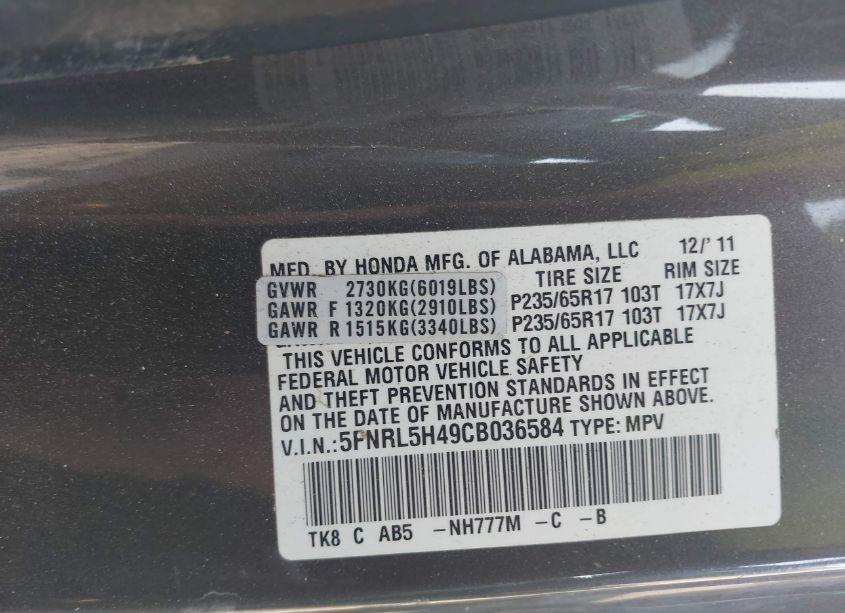 MFD. BY HONDA MFG. OF ALABAMA, LLC 12/'11
TIRE SIZE RIM SIZE
GVWR 2730KG(6019LBS)
GAWR F 1320KG(2910LBS) P235/65R17 103T 17X7J
GAWR R 1515KG(3340LBS) P235/65R17 103T 17X7J
THIS VEHICLE CONFORMS TO ALL APPLICABLE
FEDERAL MOTOR VEHICLE SAFETY
AND THEFT PREVENTION STANDARDS IN EFFECT
ON THE DATE OF MANUFACTURE SHOWN ABOVE.
V.I.N.:5FNRL5H49CB036584 TYPE: MPV
TK8 C AB5 -NH777M -C -B